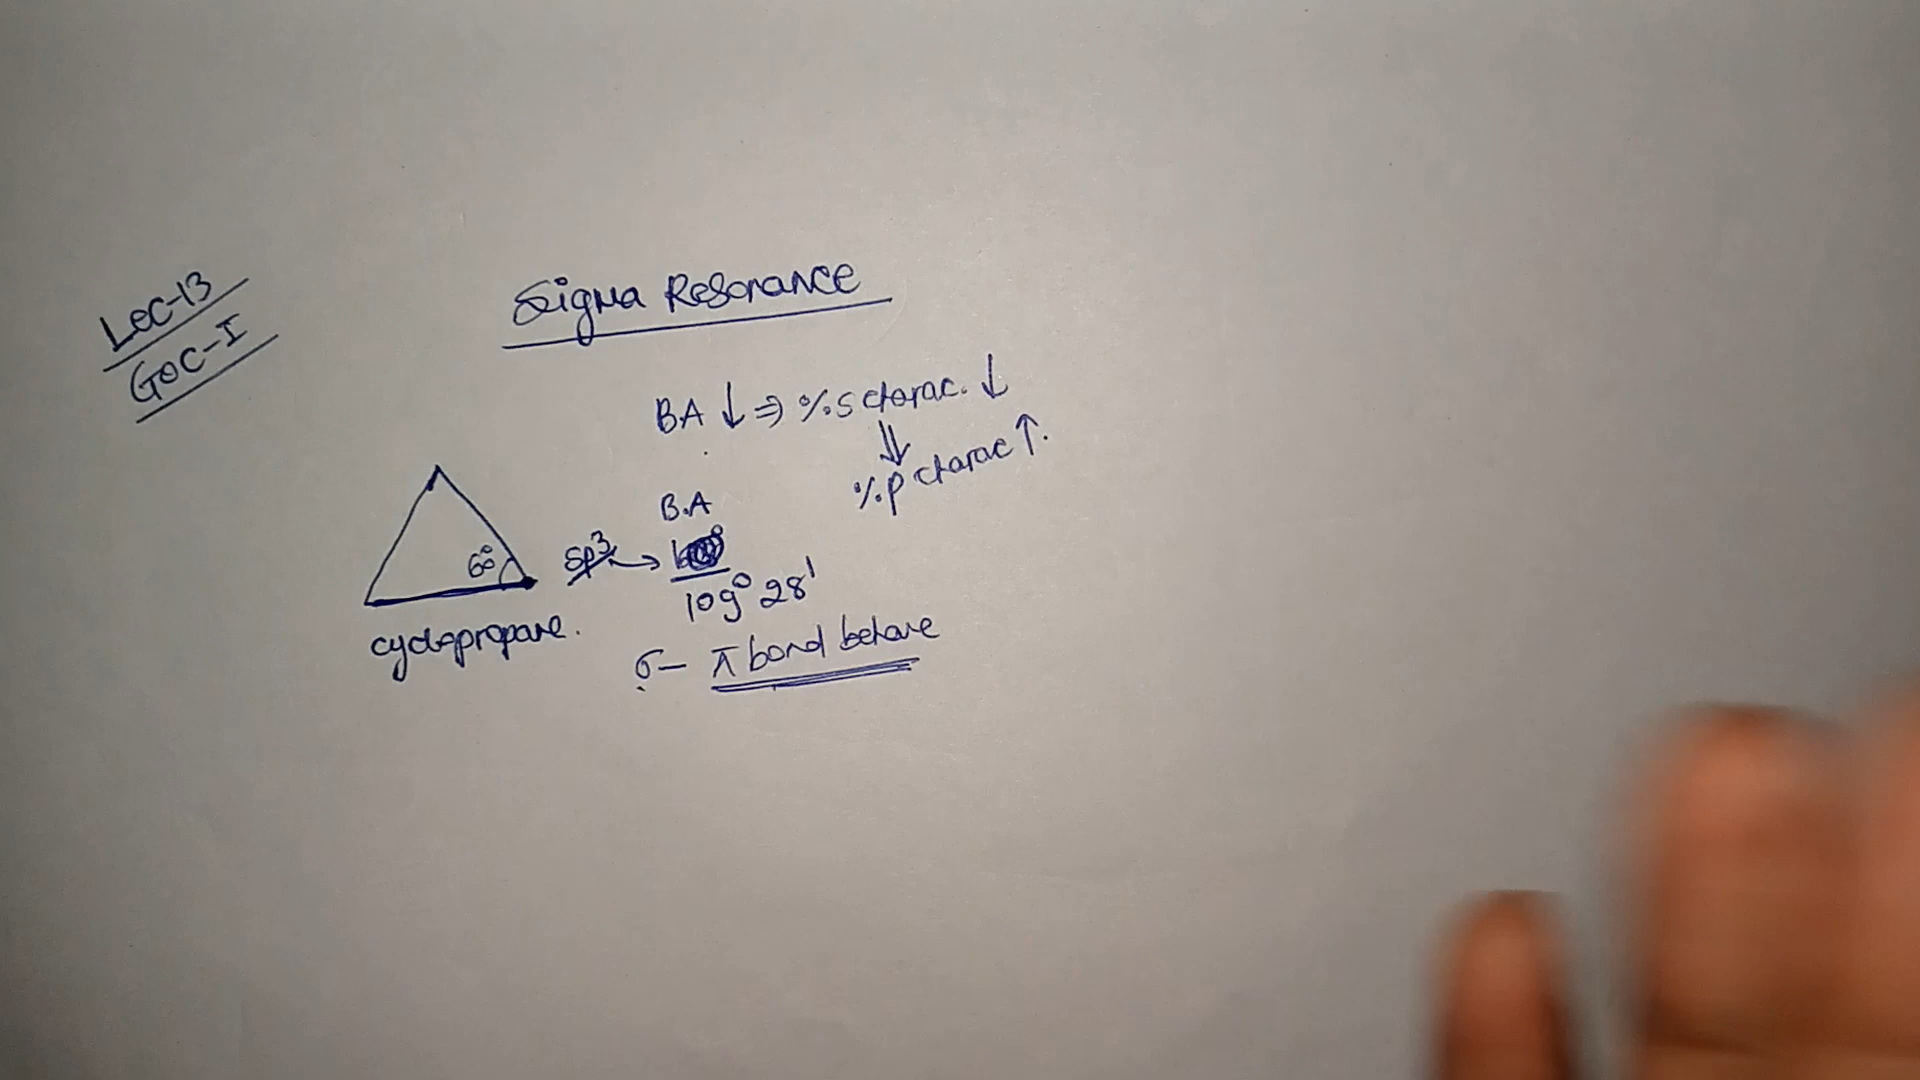 Lec-13
GOC-I
Sigma Resonance
BA ↓ ⇒ %s charac. ↓
⇓
%p charac ↑.
B.A
60° sp³ →
109° 28'
cyclopropane.
σ- π bond behave